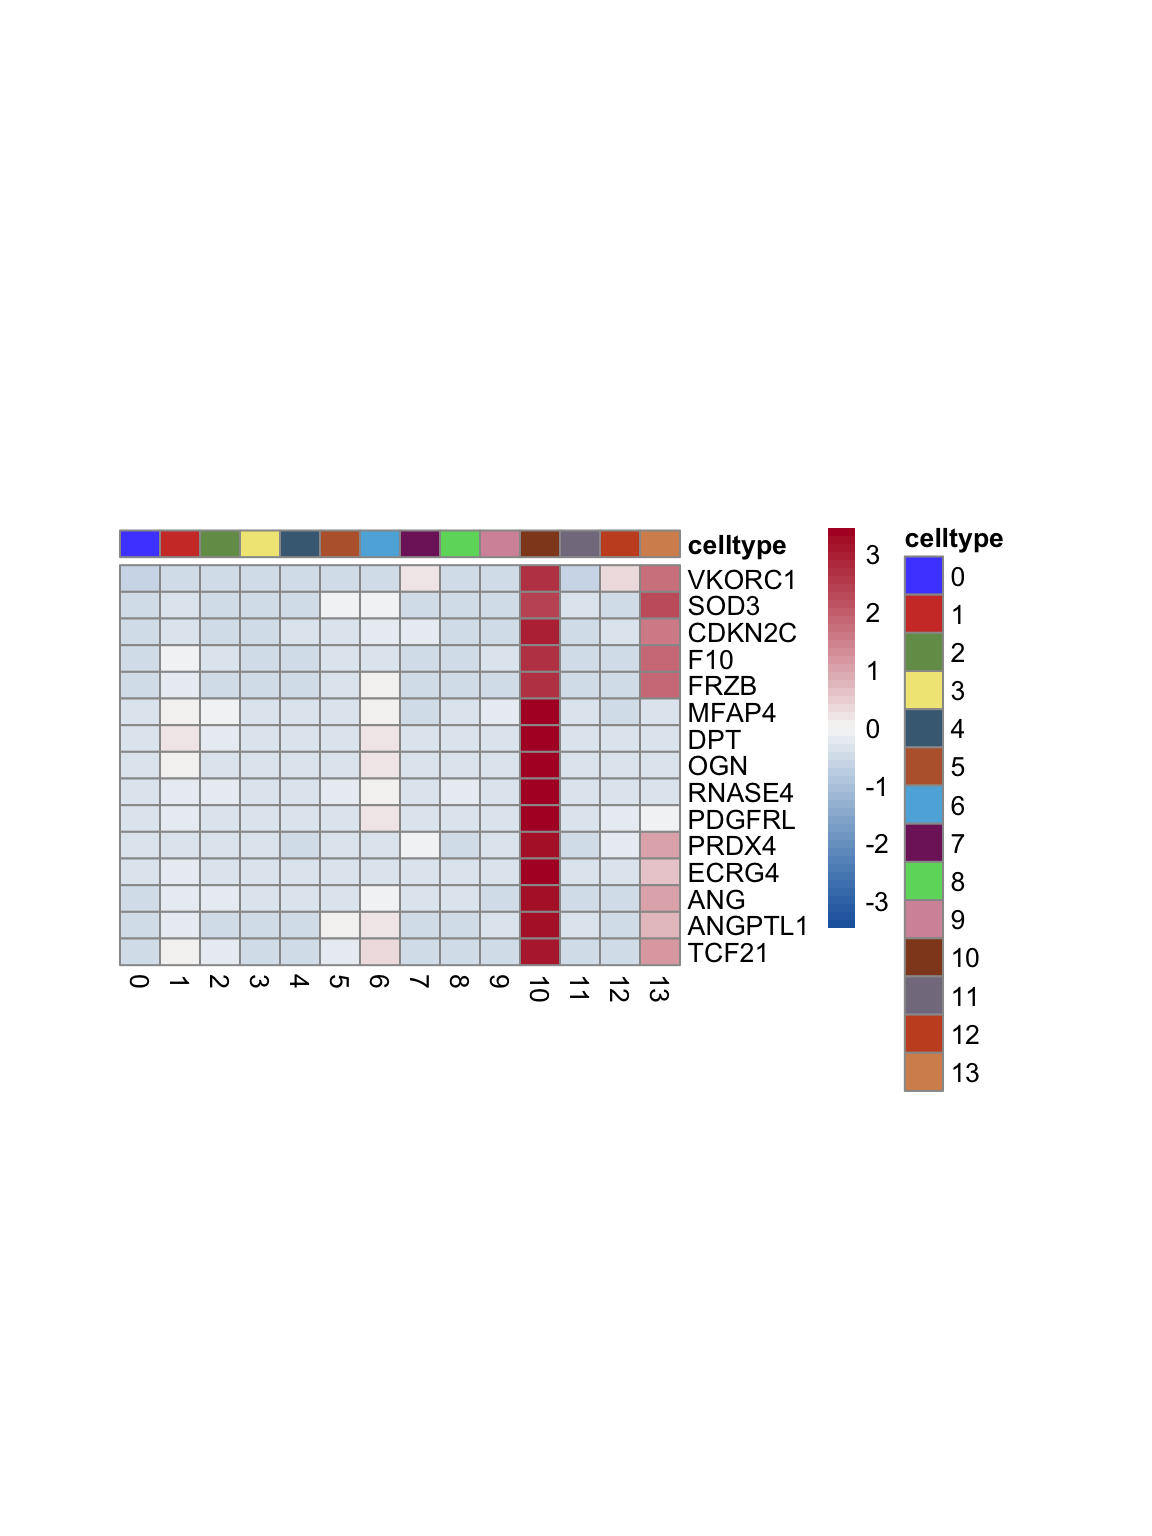 celltype
VKORC1
SOD3
CDKN2C
F10
FRZB
MFAP4
DPT
OGN
RNASE4
PDGFRL
PRDX4
ECRG4
ANG
ANGPTL1
TCF21
0 1 2 3 4 5 6 7 8 9 10 11 12 13
3
2
1
0
-1
-2
-3
celltype
0
1
2
3
4
5
6
7
8
9
10
11
12
13